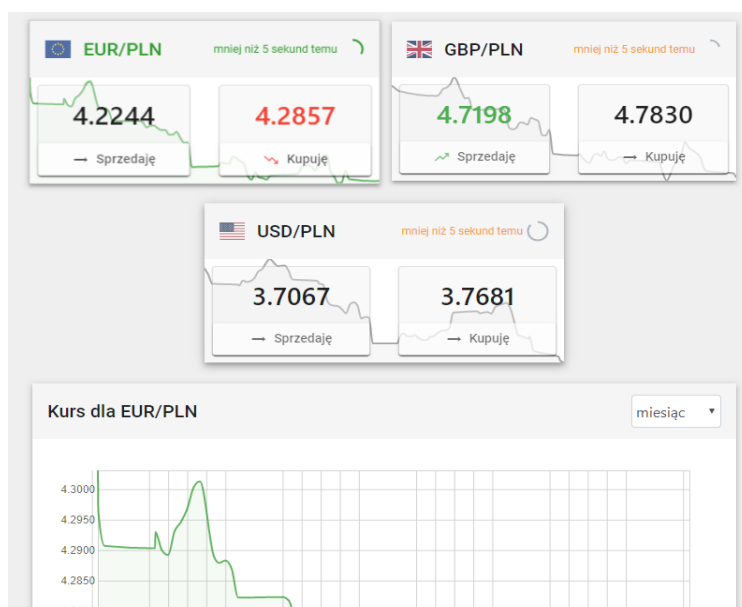 EUR/PLN mniej niż 5 sekund temu
4.2244 4.2857
Sprzedaję Kupuję
GBP/PLN mniej niż 5 sekund temu
4.7198 4.7830
Sprzedaję Kupuję
USD/PLN mniej niż 5 sekund temu
3.7067 3.7681
Sprzedaję Kupuję
Kurs dla EUR/PLN miesiąc
4.3000
4.2950
4.2900
4.2850